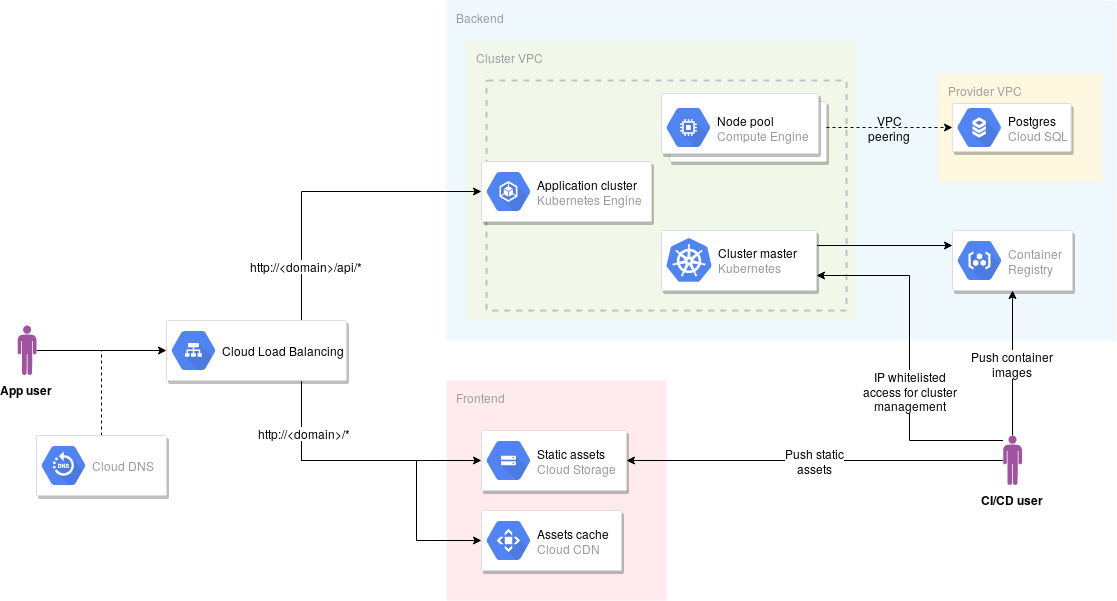 Backend
Cluster VPC
Node pool
Compute Engine
VPC
peering
Provider VPC
Postgres
Cloud SQL
Application cluster
Kubernetes Engine
Cluster master
Kubernetes
Container
Registry
http://<domain>/api/*
Cloud Load Balancing
App user
http://<domain>/*
DNS
Cloud DNS
Frontend
Static assets
Cloud Storage
Assets cache
Cloud CDN
IP whitelisted
access for cluster
management
Push container
images
Push static
assets
CI/CD user